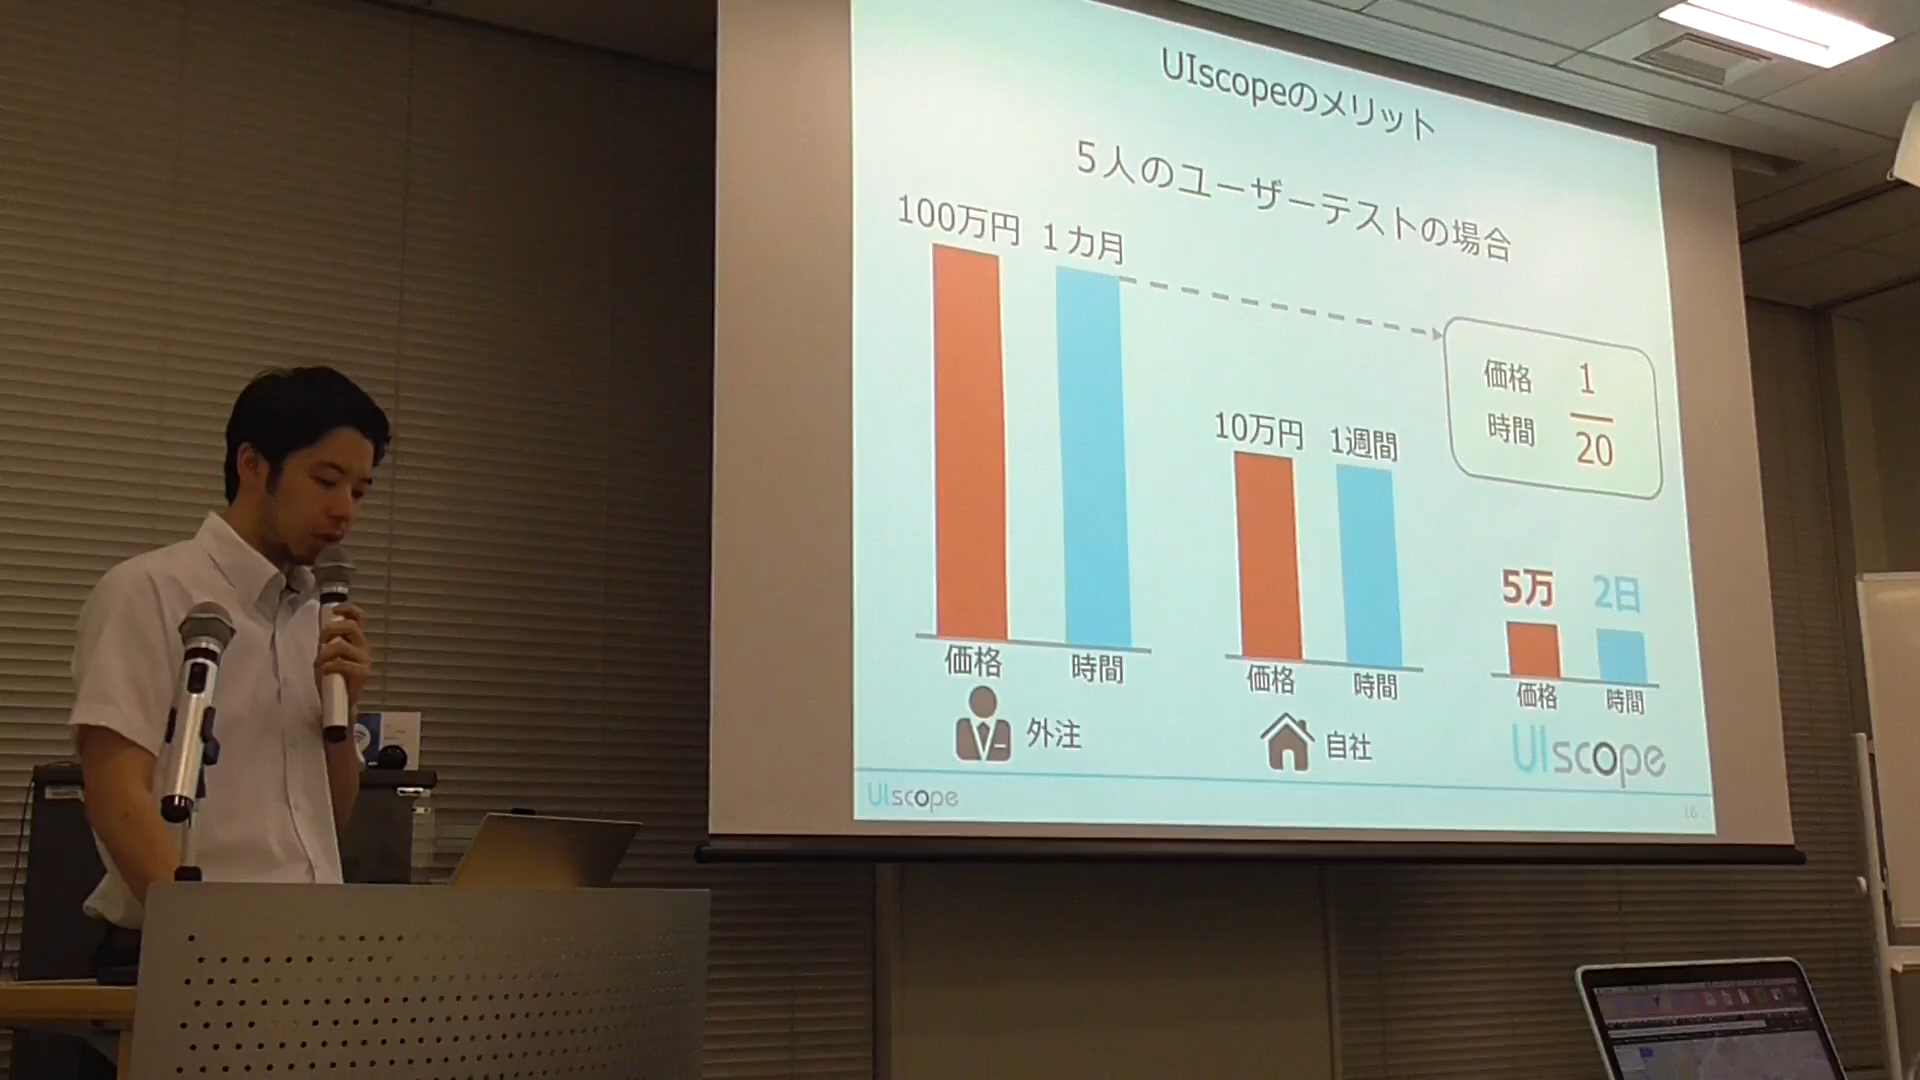 UIscopeのメリット
5人のユーザーテストの場合
100万円 1カ月
価格 1
時間 20
10万円 1週間
5万 2日
価格 時間
価格 時間
価格 時間
外注
自社
UIscope
UIscope
16